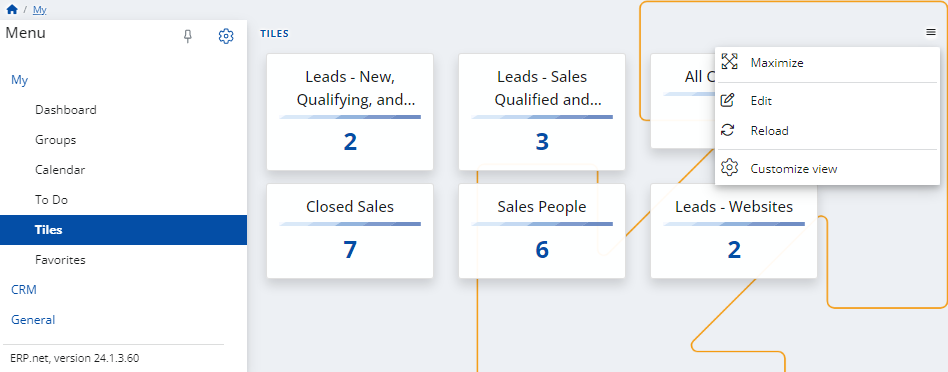 / My
Menu
My
Dashboard
Groups
Calendar
To Do
Tiles
Favorites
CRM
General
ERP.net, version 24.1.3.60
TILES
Leads - New,
Qualifying, and...
2
Leads - Sales
Qualified and...
3
All
Maximize
Edit
Reload
Customize view
Closed Sales
7
Sales People
6
Leads - Websites
2